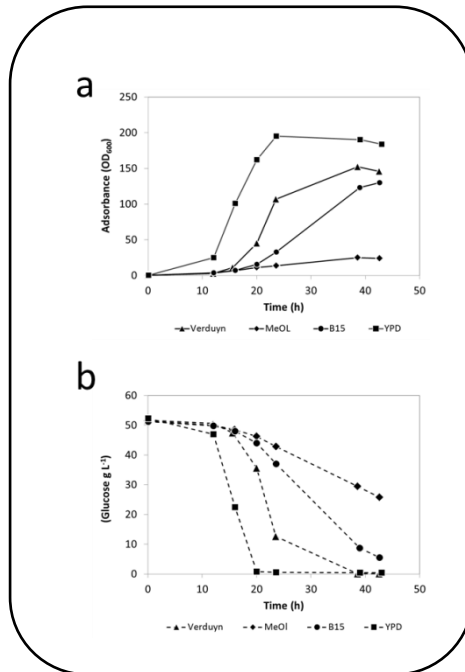 a
250
200
150
100
50
0
0 10 20 30 40 50
Absorbance (OD₆₀₀)
Time (h)
Verduyn MeOL B15 YPD
b
60
50
40
30
20
10
0
0 10 20 30 40 50
(Glucose g L⁻¹)
Time (h)
Verduyn MeOl B15 YPD